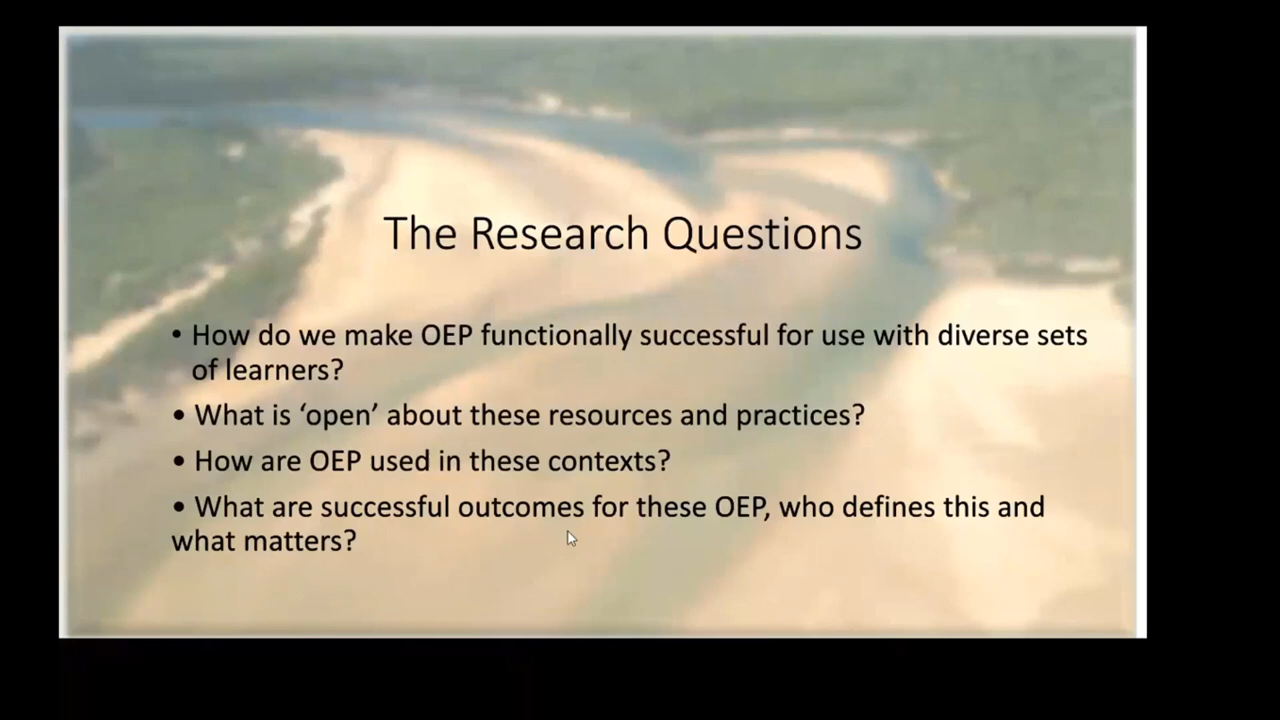 The Research Questions
• How do we make OEP functionally successful for use with diverse sets
of learners?
• What is ‘open’ about these resources and practices?
• How are OEP used in these contexts?
• What are successful outcomes for these OEP, who defines this and
what matters?